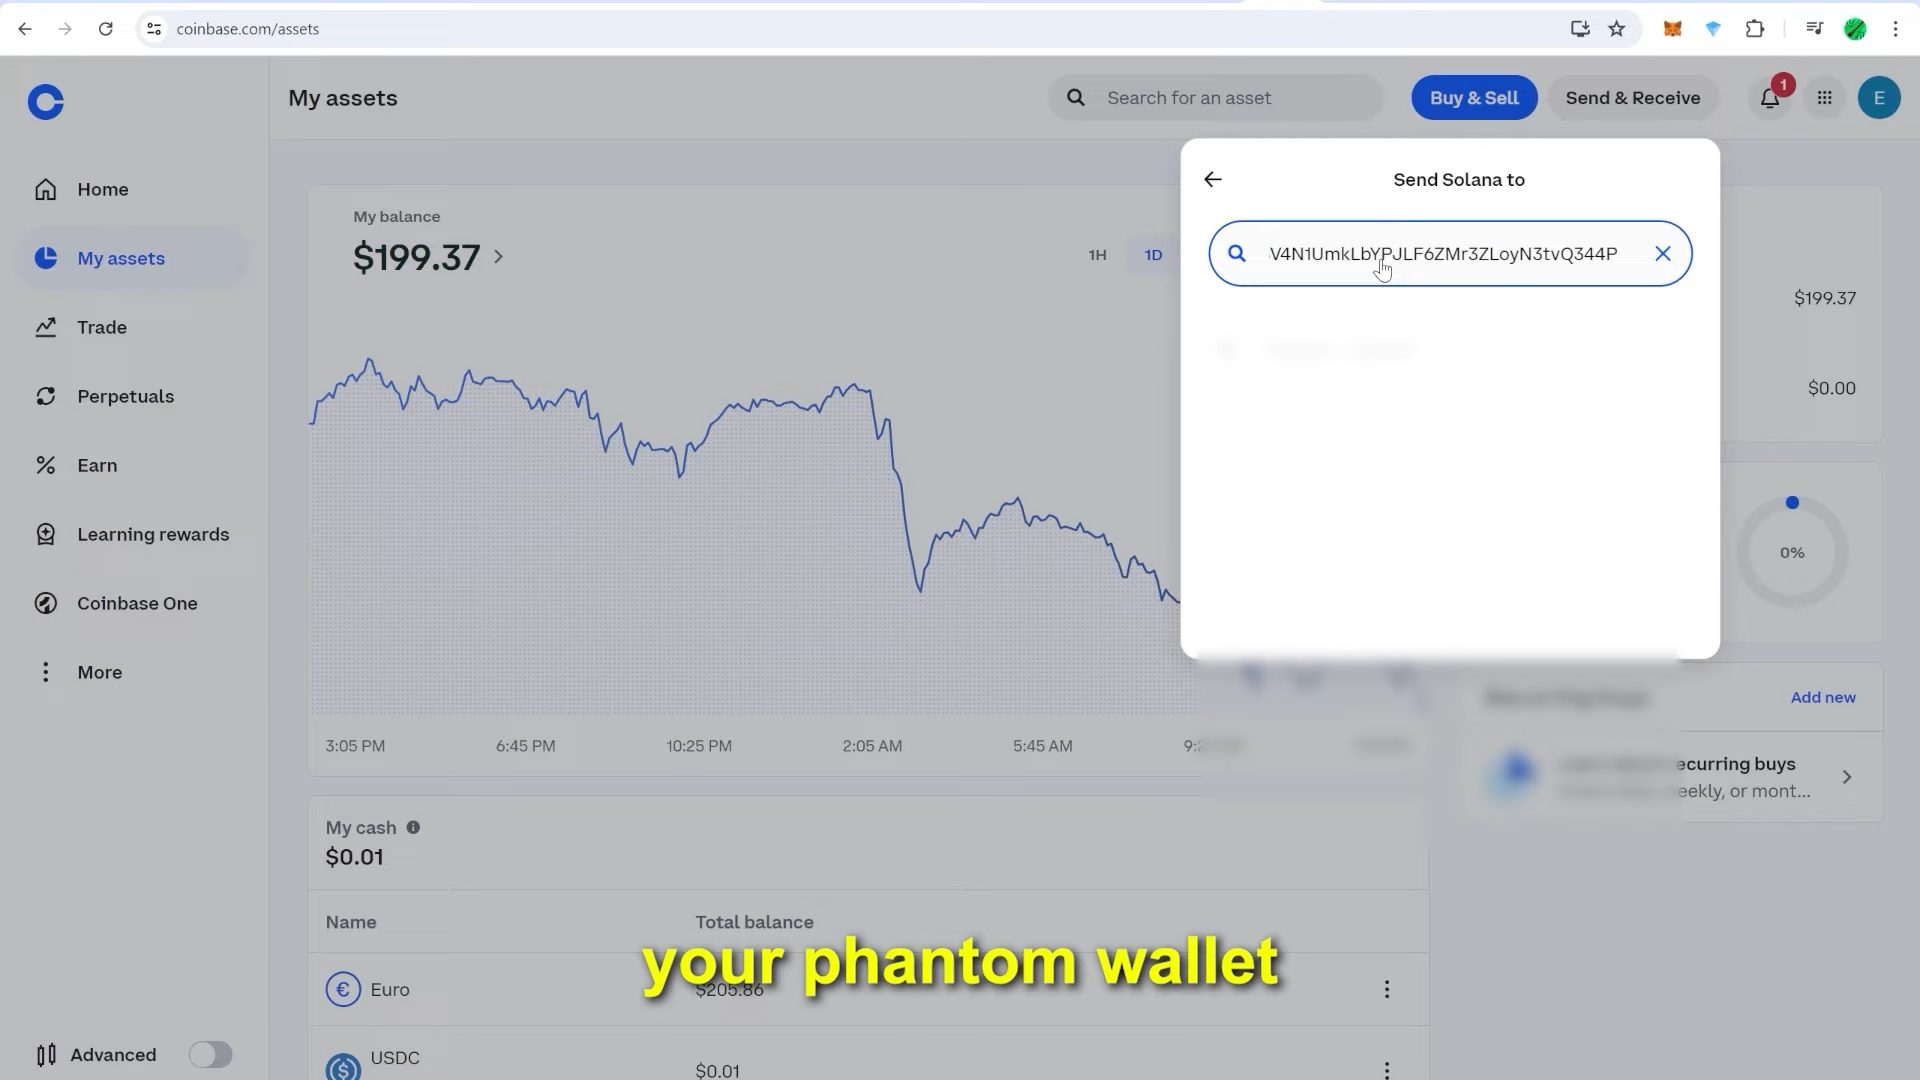 coinbase.com/assets
My assets
Search for an asset
Buy & Sell
Send & Receive
1
E
Home
My assets
Trade
Perpetuals
Earn
Learning rewards
Coinbase One
More
Advanced
My balance
$199.37
1H
1D
Send Solana to
V4N1UmkLbYPJLF6ZMr3ZLoyN3tvQ344P
$199.37
$0.00
0%
3:05 PM
6:45 PM
10:25 PM
2:05 AM
5:45 AM
Add new
ecurring buys
eekly, or mont...
My cash
$0.01
Name
Total balance
your phantom wallet
Euro
$205.86
USDC
$0.01